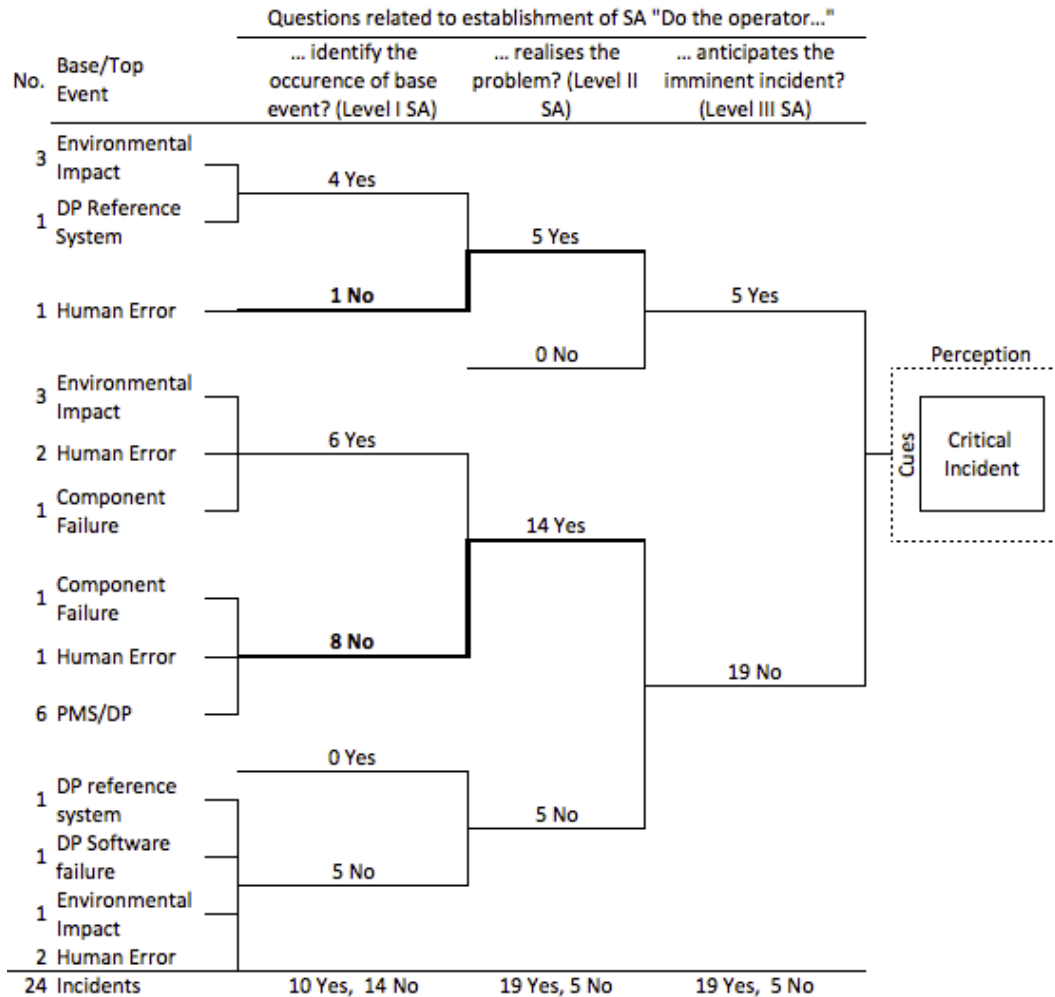 Questions related to establishment of SA "Do the operator..."
No.
Base/Top
Event
... identify the
occurence of base
event? (Level I SA)
... realises the
problem? (Level II
SA)
... anticipates the
imminent incident?
(Level III SA)
3 Environmental
Impact
4 Yes
1 DP Reference
System
5 Yes
1 Human Error
1 No
5 Yes
0 No
Perception
3 Environmental
Impact
Cues
Critical
Incident
2 Human Error
6 Yes
1 Component
Failure
14 Yes
1 Component
Failure
8 No
1 Human Error
19 No
6 PMS/DP
0 Yes
1 DP reference
system
5 No
1 DP Software
failure
5 No
1 Environmental
Impact
2 Human Error
24 Incidents
10 Yes, 14 No
19 Yes, 5 No
19 Yes, 5 No